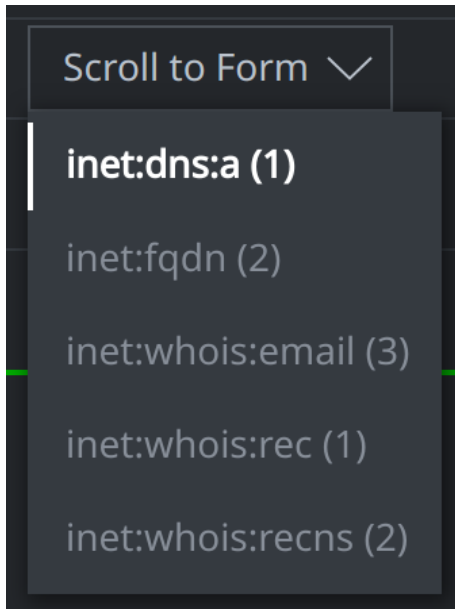 Scroll to Form
inet:dns:a (1)
inet:fqdn (2)
inet:whois:email (3)
inet:whois:rec (1)
inet:whois:recns (2)